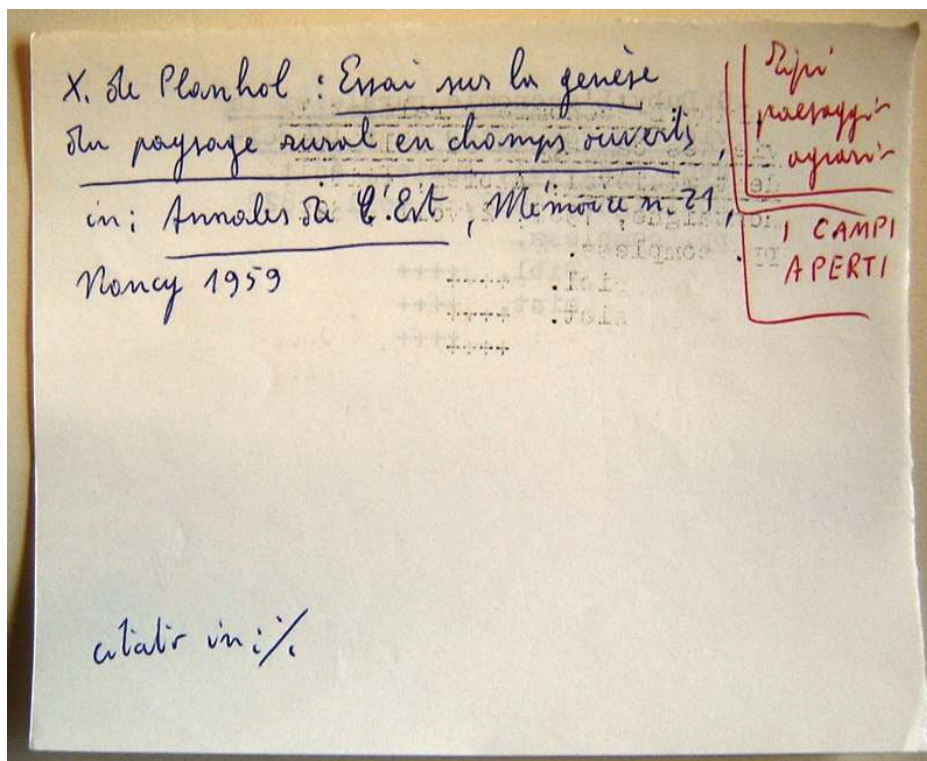 X. de Planhol : Essai sur la genèse
du paysage rural en champs ouverts,
in: Annales de l'Est, Mémoire n. 21,
Nancy 1959
Tipi
paesaggi
agrari
I CAMPI
APERTI
citato in: ./.